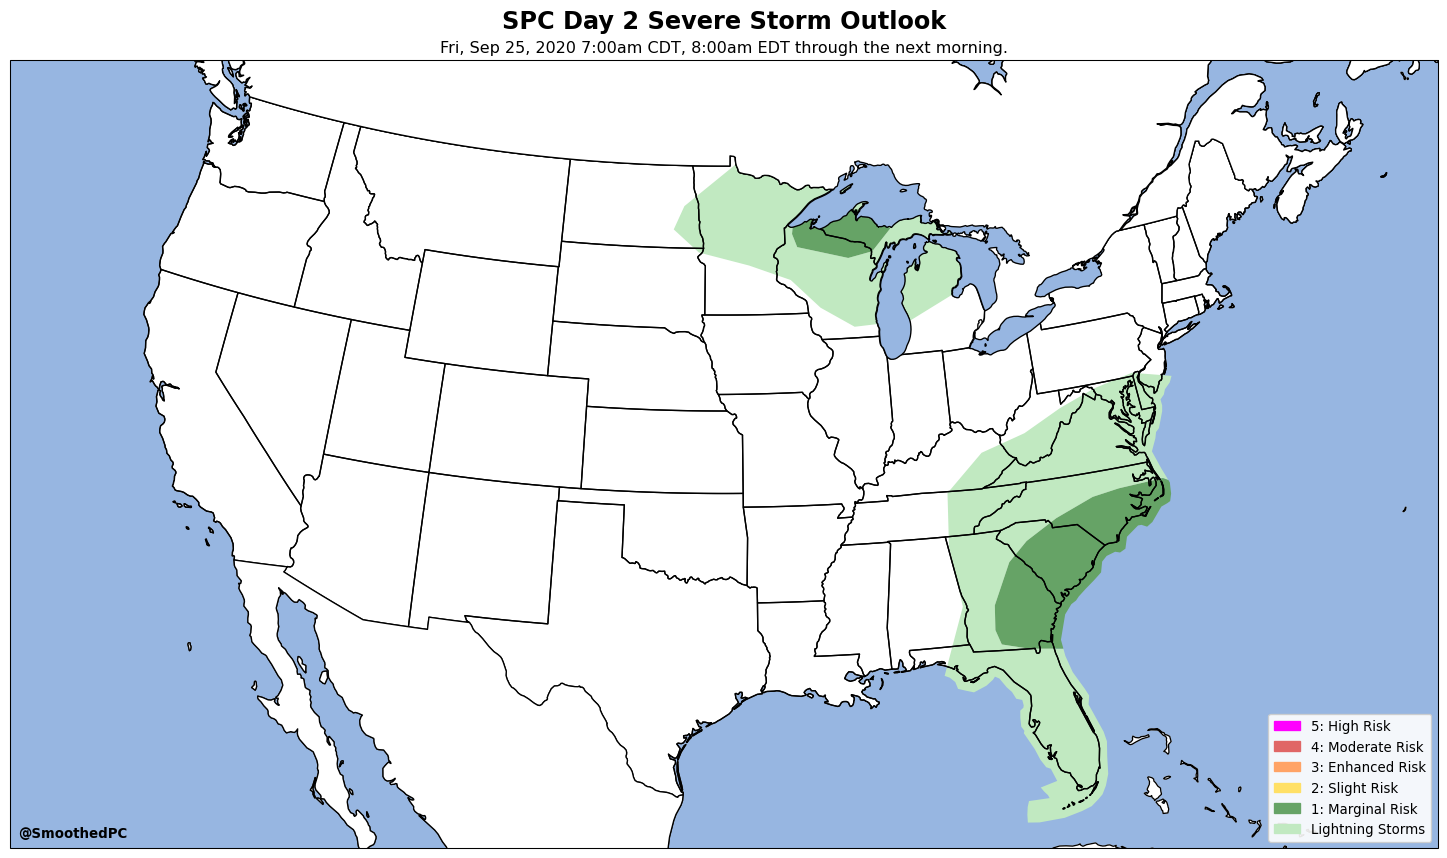 SPC Day 2 Severe Storm Outlook
Fri, Sep 25, 2020 7:00am CDT, 8:00am EDT through the next morning.
5: High Risk
4: Moderate Risk
3: Enhanced Risk
2: Slight Risk
1: Marginal Risk
Lightning Storms
@SmoothedPC